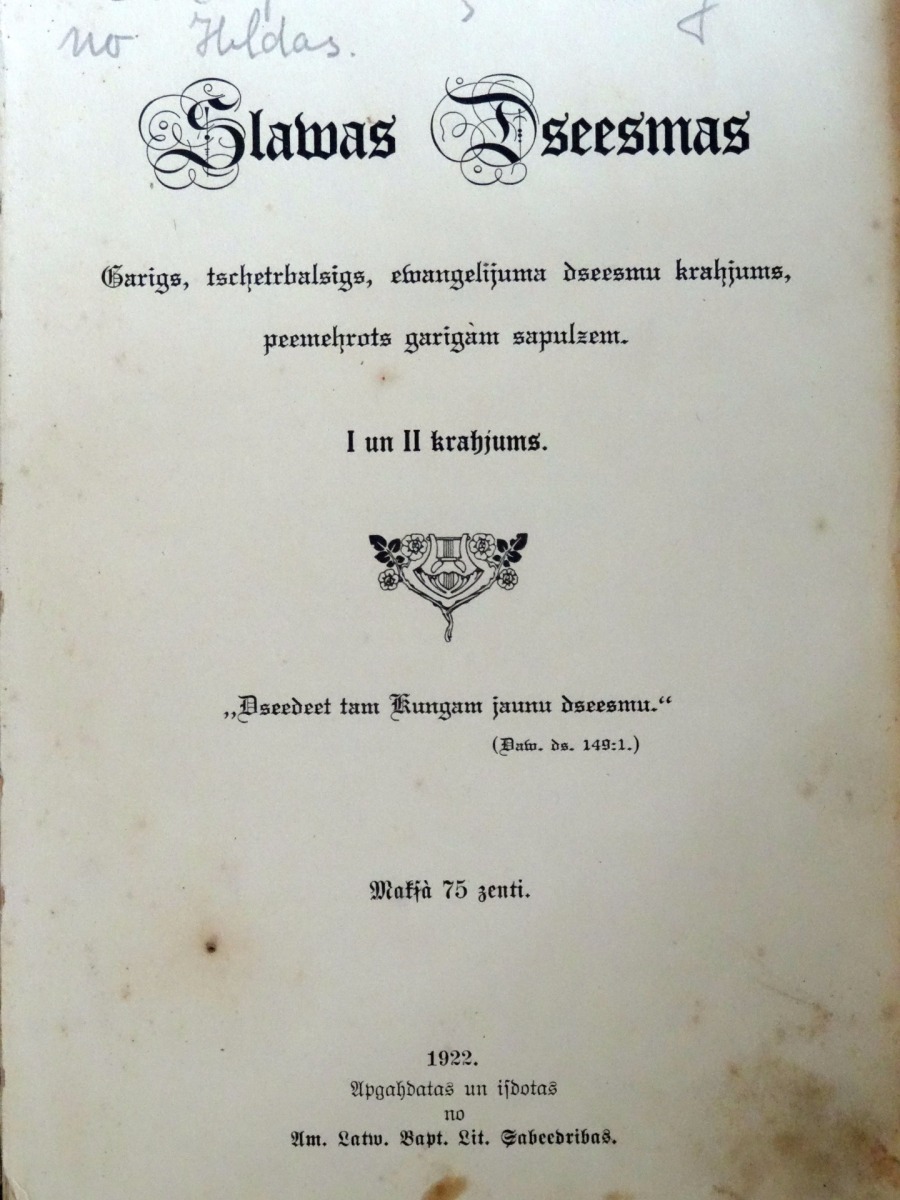 no Hildas.
Slawas Dseesmas
Garigs, tschetrbalsigs, ewangelijuma dseesmu krahjums,
peemehrots garigàm sapulzem.
I un II krahjums.
„Dseedeet tam Kungam jaunu dseesmu.“
(Daw. ds. 149:1.)
Maksà 75 zenti.
1922.
Apgahdatas un isdotas
no
Am. Latw. Bapt. Lit. Sabeedribas.